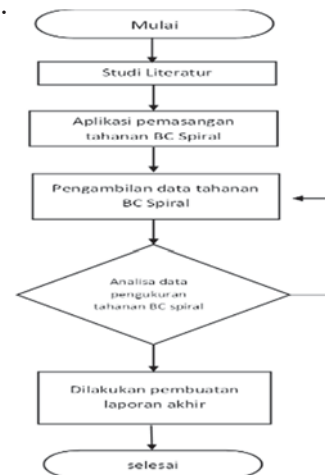 Mulai
Studi Literatur
Aplikasi pemasangan
tahanan BC Spiral
Pengambilan data tahanan
BC Spiral
Analisa data
pengukuran
tahanan BC spiral
Dilakukan pembuatan
laporan akhir
selesai